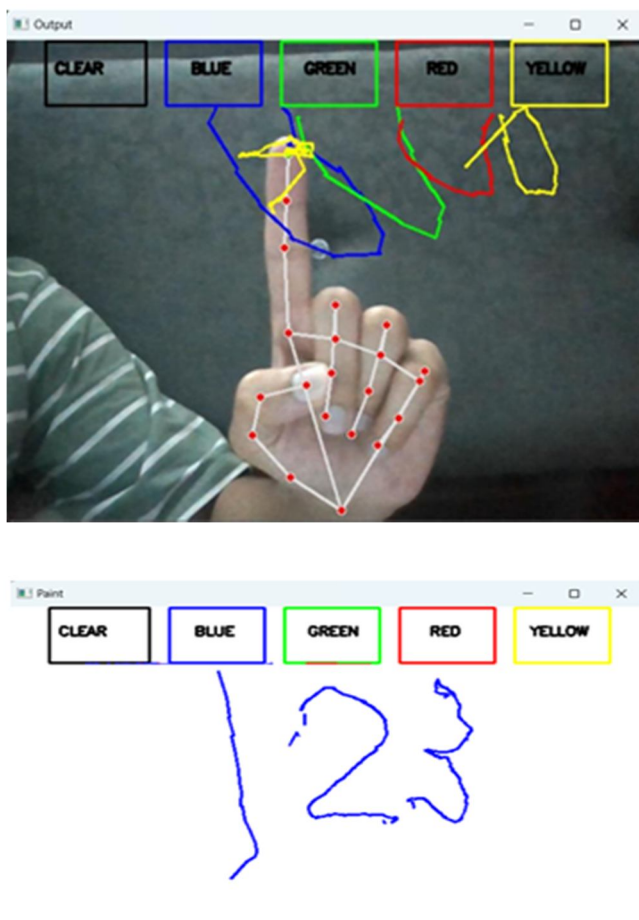 Output
CLEAR BLUE GREEN RED YELLOW
Paint
CLEAR BLUE GREEN RED YELLOW
123